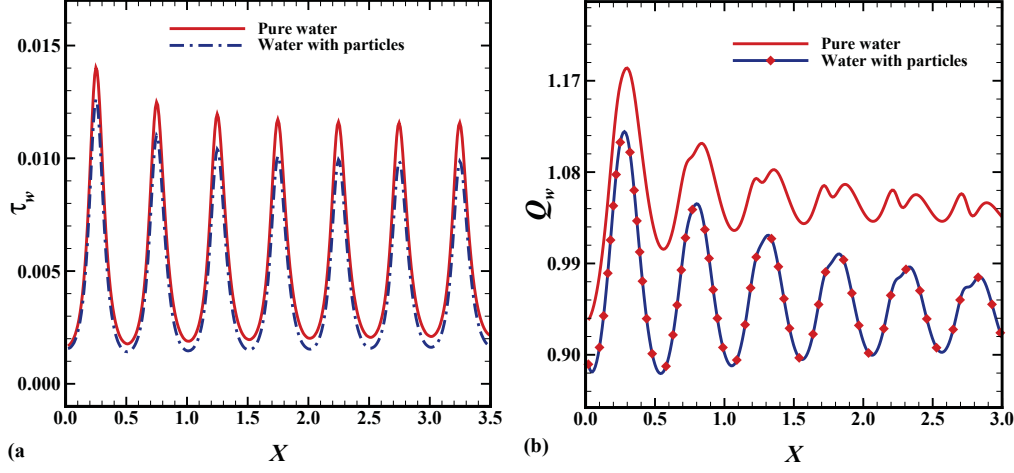 0.015
0.010
0.005
0.000
τw
Pure water
Water with particles
0.0 0.5 1.0 1.5 2.0 2.5 3.0 3.5
X
(a
1.17
1.08
0.99
0.90
Qw
Pure water
Water with particles
0.0 0.5 1.0 1.5 2.0 2.5 3.0
X
(b)